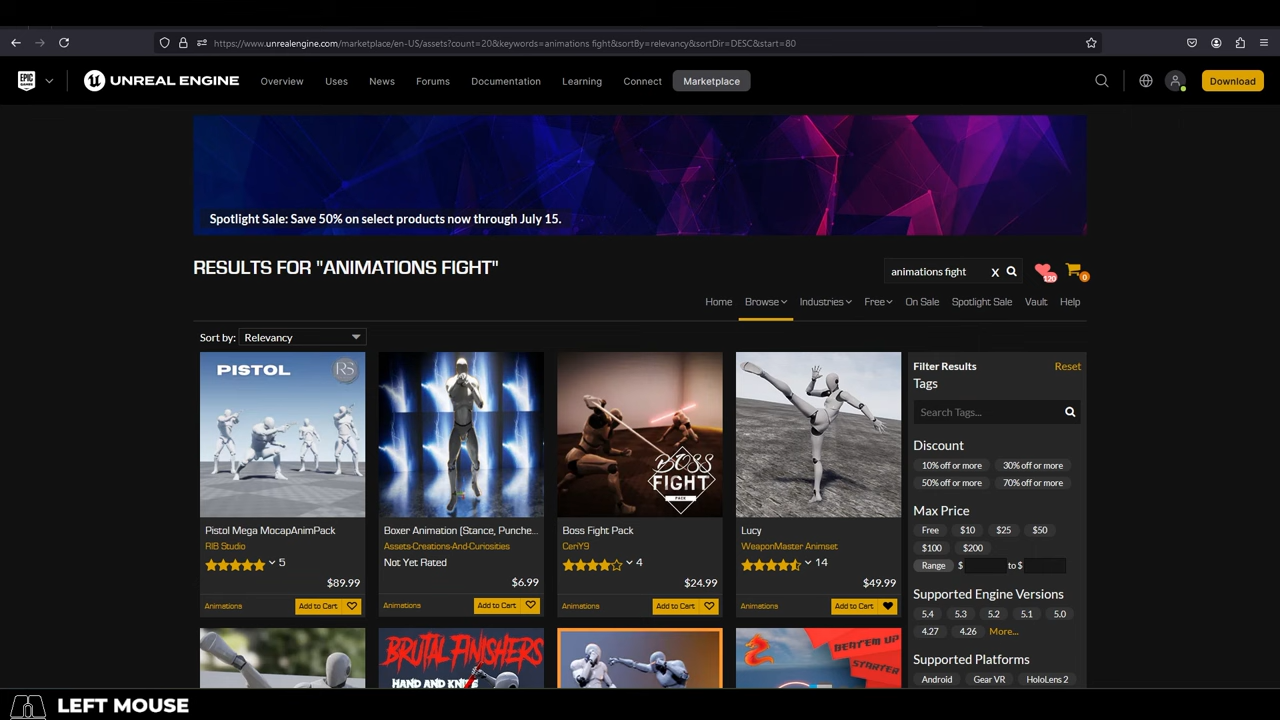 https://www.unrealengine.com/marketplace/en-US/assets?count=20&keywords=animations fight&sortBy=relevancy&sortDir=DESC&start=80
EPIC GAMES
UNREAL ENGINE
Overview
Uses
News
Forums
Documentation
Learning
Connect
Marketplace
Download
Spotlight Sale: Save 50% on select products now through July 15.
RESULTS FOR "ANIMATIONS FIGHT"
animations fight
X
120
0
Home
Browse
Industries
Free
On Sale
Spotlight Sale
Vault
Help
Sort by:
Relevancy
PISTOL
RS
Pistol Mega MocapAnimPack
RIB Studio
5
$89.99
Animations
Add to Cart
Boxer Animation (Stance, Punche...
Assets-Creations-And-Curiosities
Not Yet Rated
$6.99
Animations
Add to Cart
BOSS
FIGHT
PACK
Boss Fight Pack
CeriY9
4
$24.99
Animations
Add to Cart
Lucy
WeaponMaster Animset
14
$49.99
Animations
Add to Cart
BRUTAL FINISHERS
HAND AND KNIFE
BEAT'EM UP
STARTER
Filter Results
Reset
Tags
Search Tags...
Discount
10% off or more
30% off or more
50% off or more
70% off or more
Max Price
Free
$10
$25
$50
$100
$200
Range
$
to $
Supported Engine Versions
5.4
5.3
5.2
5.1
5.0
4.27
4.26
More...
Supported Platforms
Android
Gear VR
HoloLens 2
LEFT MOUSE